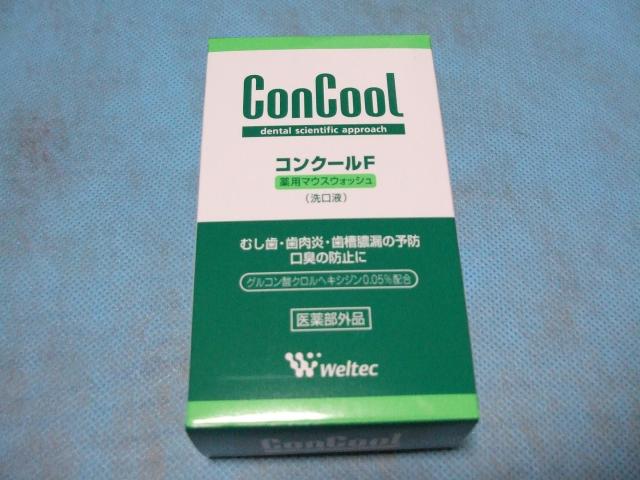 ConCool
dental scientific approach
コンクールF
薬用マウスウォッシュ
(洗口液)
むし歯・歯肉炎・歯槽膿漏の予防
口臭の防止に
グルコン酸クロルヘキシジン0.05%配合
医薬部外品
Weltec
ConCool